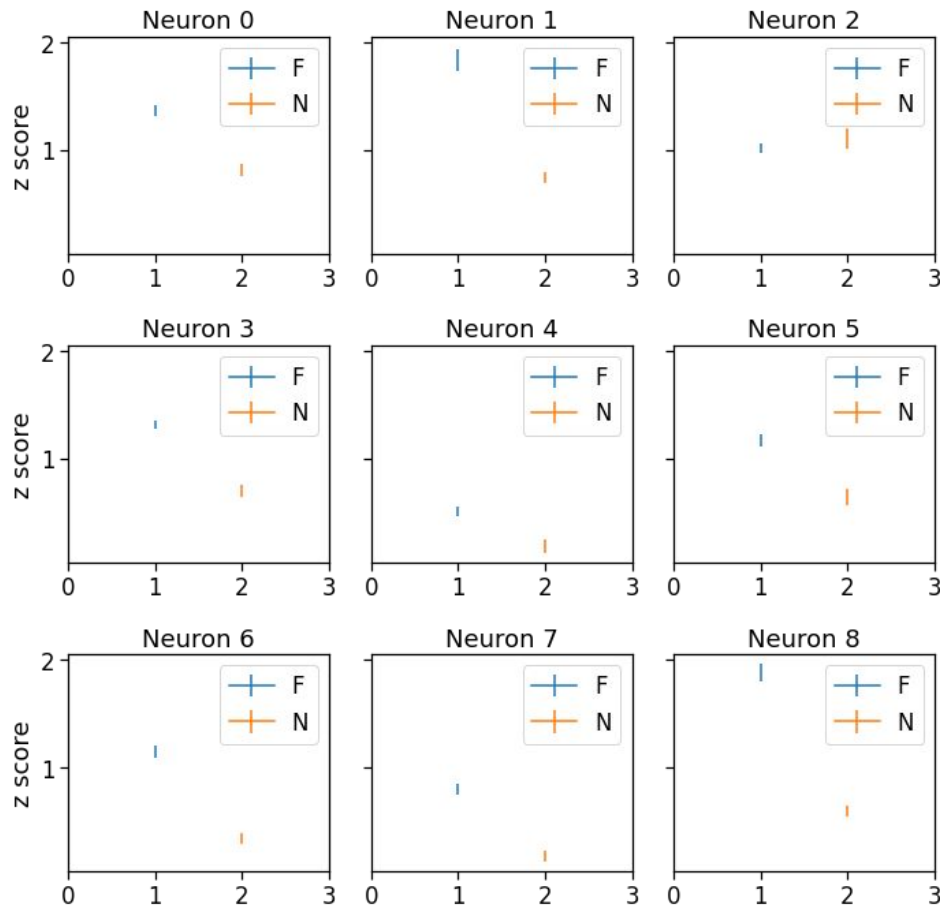 Neuron 0 Neuron 1 Neuron 2
2 F F F
N N N
1
z score
0 1 2 3 0 1 2 3 0 1 2 3
Neuron 3 Neuron 4 Neuron 5
2 F F F
N N N
1
z score
0 1 2 3 0 1 2 3 0 1 2 3
Neuron 6 Neuron 7 Neuron 8
2 F F F
N N N
1
z score
0 1 2 3 0 1 2 3 0 1 2 3